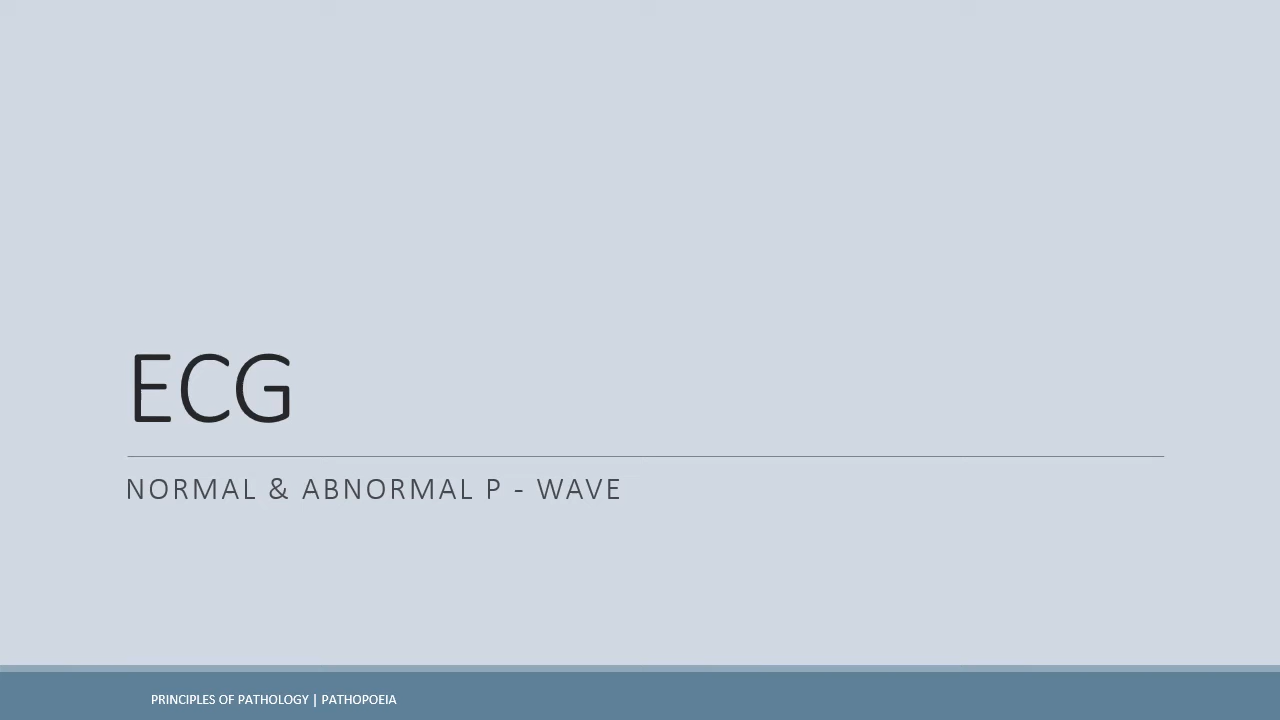 ECG
NORMAL & ABNORMAL P - WAVE
PRINCIPLES OF PATHOLOGY | PATHOPOEIA